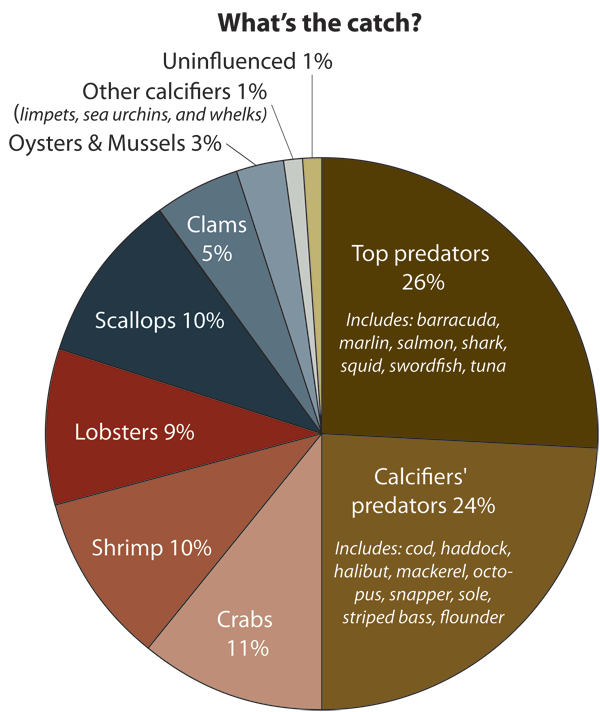 What's the catch?
Uninfluenced 1%
Other calcifiers 1%
(limpets, sea urchins, and whelks)
Oysters & Mussels 3%
Clams
5%
Scallops 10%
Lobsters 9%
Shrimp 10%
Crabs
11%
Top predators
26%
Includes: barracuda,
marlin, salmon, shark,
squid, swordfish, tuna
Calcifiers'
predators 24%
Includes: cod, haddock,
halibut, mackerel, octo-
pus, snapper, sole,
striped bass, flounder